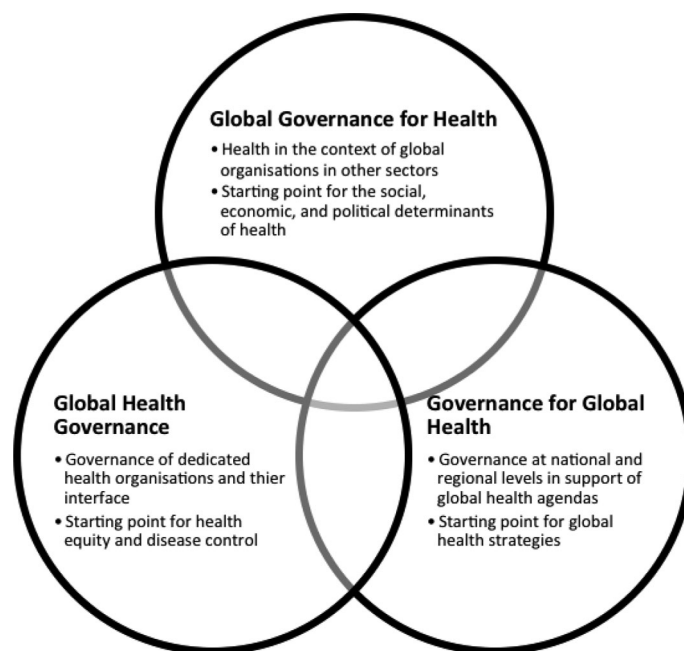 Global Governance for Health
• Health in the context of global
organisations in other sectors
• Starting point for the social,
economic, and political determinants
of health
Global Health
Governance
• Governance of dedicated
health organisations and thier
interface
• Starting point for health
equity and disease control
Governance for Global
Health
• Governance at national and
regional levels in support of
global health agendas
• Starting point for global
health strategies